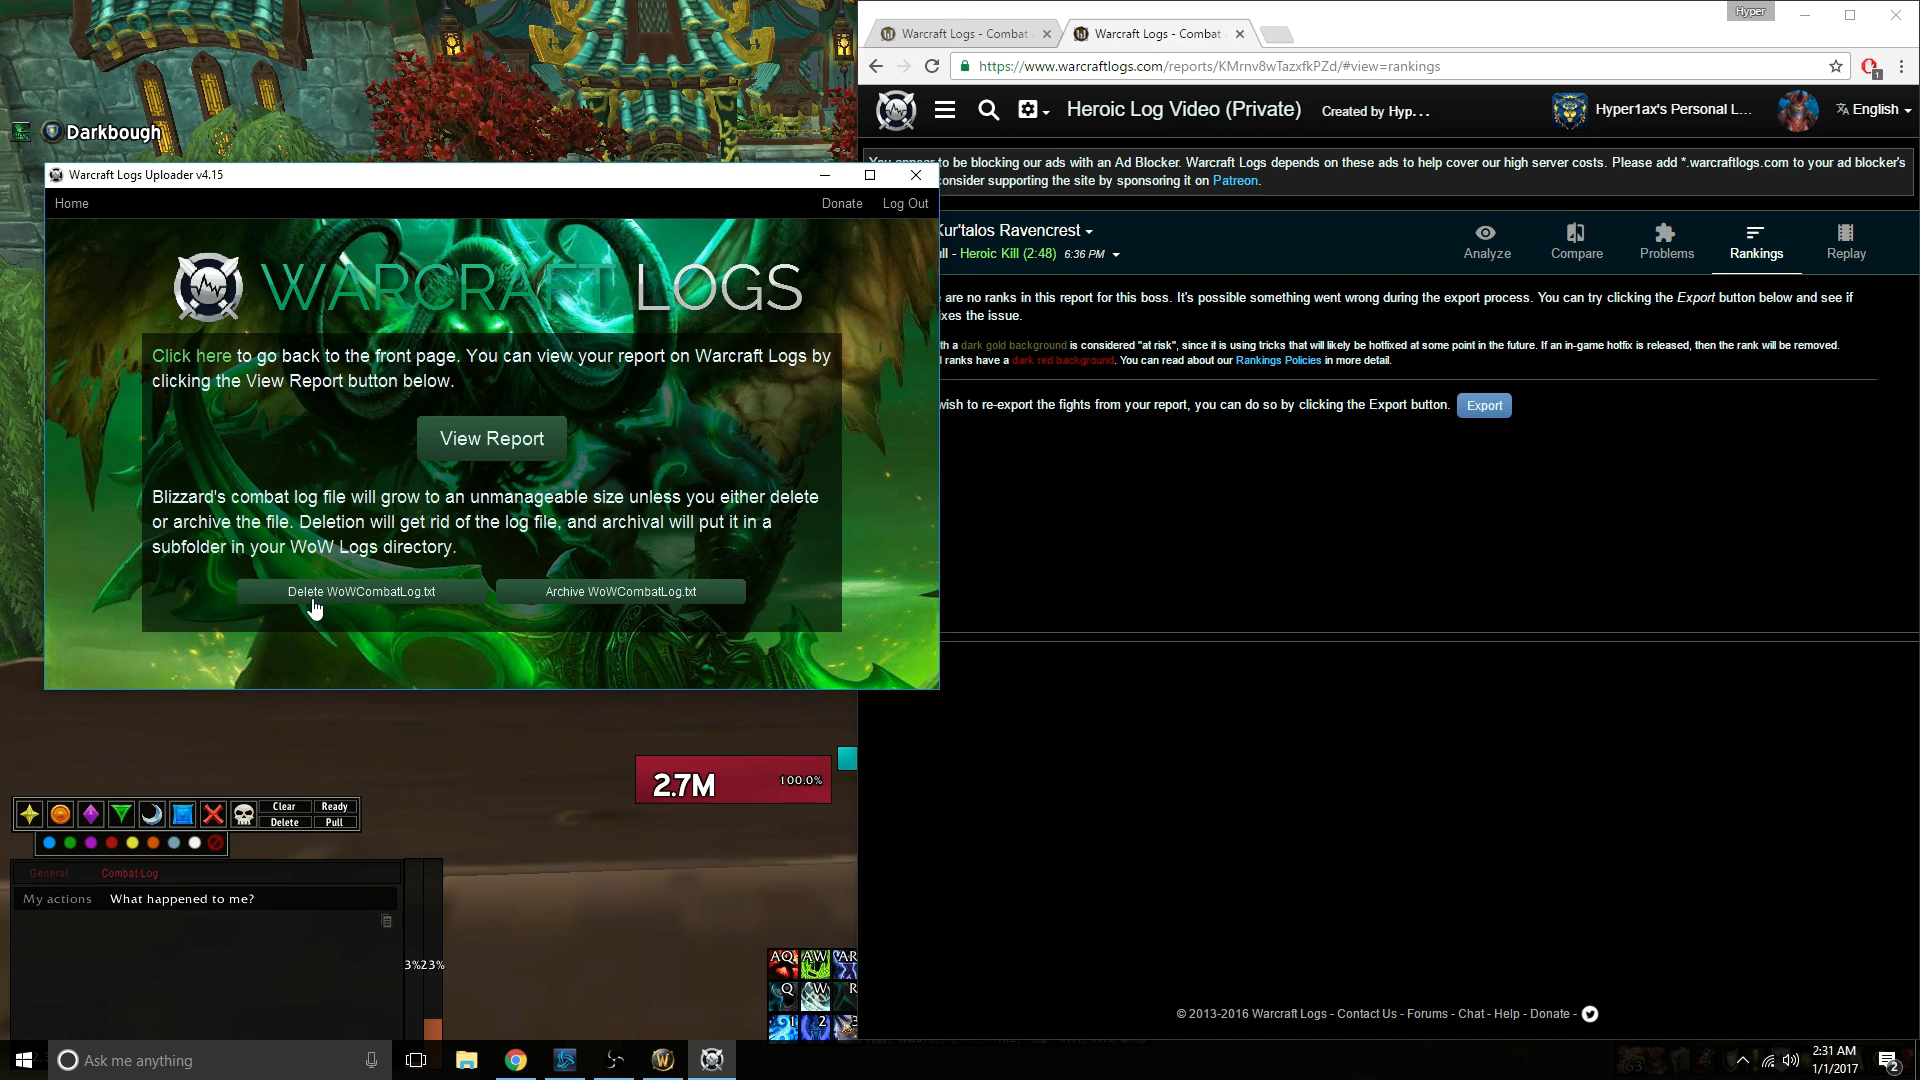 Darkbough
Warcraft Logs Uploader v4.15
Home
Donate
Log Out
WARCRAFT LOGS
Click here to go back to the front page. You can view your report on Warcraft Logs by
clicking the View Report button below.
View Report
Blizzard's combat log file will grow to an unmanageable size unless you either delete
or archive the file. Deletion will get rid of the log file, and archival will put it in a
subfolder in your WoW Logs directory.
Delete WoWCombatLog.txt
Archive WoWCombatLog.txt
Hyper
Warcraft Logs - Combat
Warcraft Logs - Combat
https://www.warcraftlogs.com/reports/KMrnv8wTazxfkPZd/#view=rankings
1
Heroic Log Video (Private)
Created by Hyp...
Hyper1ax's Personal L...
English
to be blocking our ads with an Ad Blocker. Warcraft Logs depends on these ads to help cover our high server costs. Please add *.warcraftlogs.com to your ad blocker's
onsider supporting the site by sponsoring it on Patreon.
Kur'talos Ravencrest
ll - Heroic Kill (2:48) 6:36 PM
Analyze
Compare
Problems
Rankings
Replay
are no ranks in this report for this boss. It's possible something went wrong during the export process. You can try clicking the Export button below and see if
xes the issue.
th a dark gold background is considered "at risk", since it is using tricks that will likely be hotfixed at some point in the future. If an in-game hotfix is released, then the rank will be removed.
l ranks have a dark red background. You can read about our Rankings Policies in more detail.
wish to re-export the fights from your report, you can do so by clicking the Export button.
Export
2.7M
100.0%
Clear
Ready
Delete
Pull
General
Combat Log
My actions
What happened to me?
3%23%
AQ AW AR
Q W R
1 2 3
© 2013-2016 Warcraft Logs - Contact Us - Forums - Chat - Help - Donate -
Ask me anything
2:31 AM
1/1/2017
2